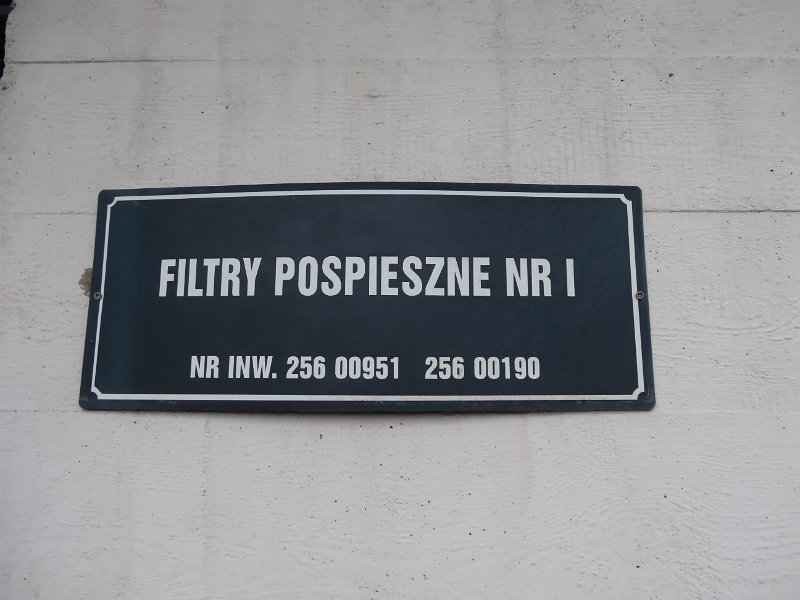 FILTRY POSPIESZNE NR I
NR INW. 256 00951 256 00190